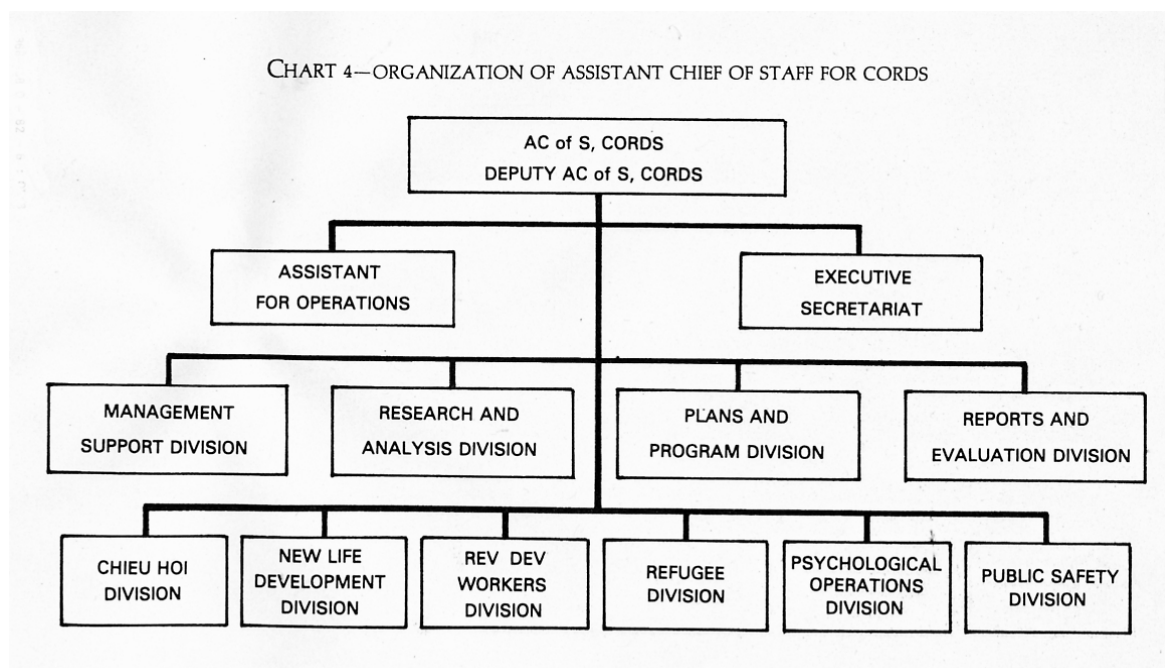 CHART 4—ORGANIZATION OF ASSISTANT CHIEF OF STAFF FOR CORDS
AC of S, CORDS
DEPUTY AC of S, CORDS
ASSISTANT
FOR OPERATIONS
EXECUTIVE
SECRETARIAT
MANAGEMENT
SUPPORT DIVISION
RESEARCH AND
ANALYSIS DIVISION
PLANS AND
PROGRAM DIVISION
REPORTS AND
EVALUATION DIVISION
CHIEU HOI
DIVISION
NEW LIFE
DEVELOPMENT
DIVISION
REV DEV
WORKERS
DIVISION
REFUGEE
DIVISION
PSYCHOLOGICAL
OPERATIONS
DIVISION
PUBLIC SAFETY
DIVISION